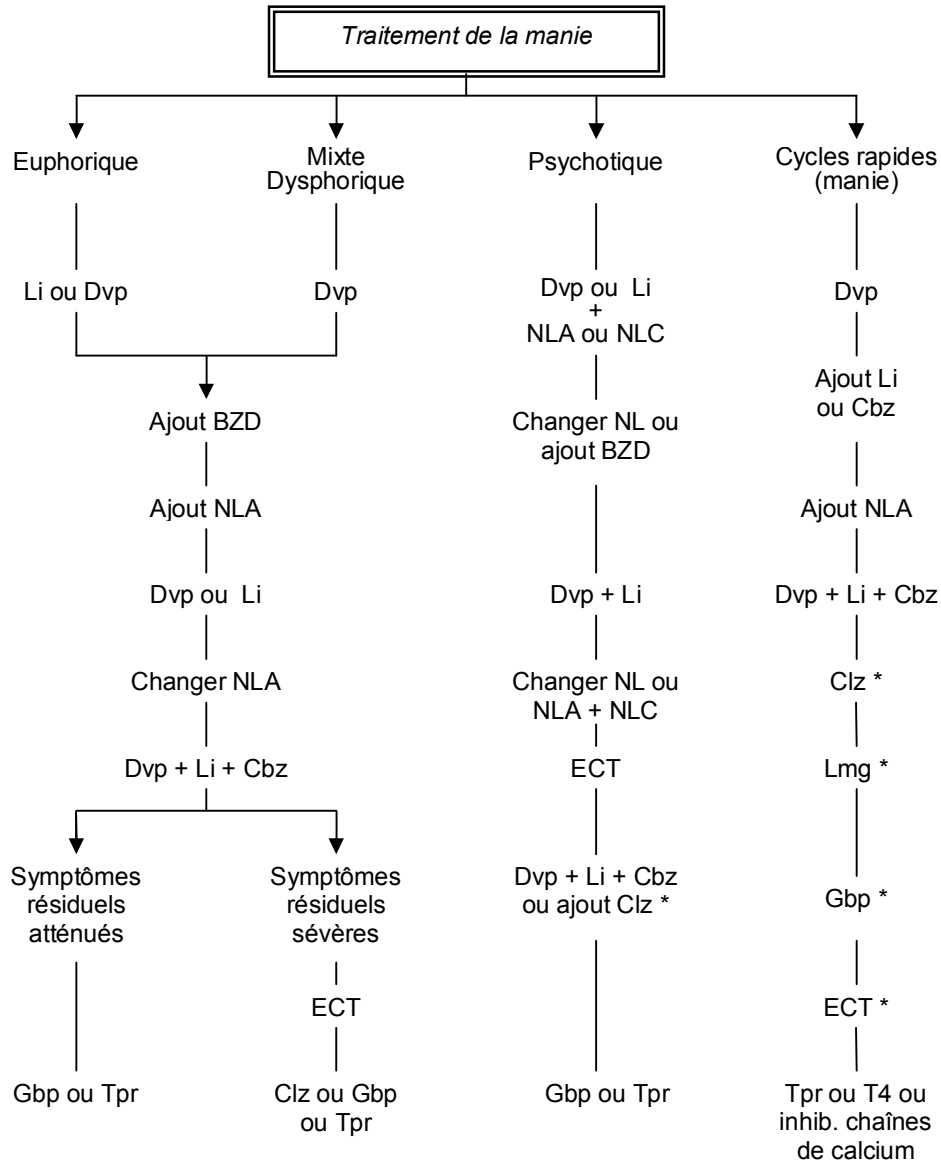 Traitement de la manie
Euphorique
Mixte
Dysphorique
Psychotique
Cycles rapides
(manie)
Li ou Dvp
Dvp
Dvp ou Li
+
NLA ou NLC
Dvp
Ajout BZD
Changer NL ou
ajout BZD
Ajout Li
ou Cbz
Ajout NLA
Ajout NLA
Dvp ou Li
Dvp + Li
Dvp + Li + Cbz
Changer NLA
Changer NL ou
NLA + NLC
Clz *
Dvp + Li + Cbz
ECT
Lmg *
Symptômes
résiduels
atténués
Symptômes
résiduels
sévères
Dvp + Li + Cbz
ou ajout Clz *
Gbp *
ECT
ECT *
Gbp ou Tpr
Clz ou Gbp
ou Tpr
Gbp ou Tpr
Tpr ou T4 ou
inhib. chaînes
de calcium